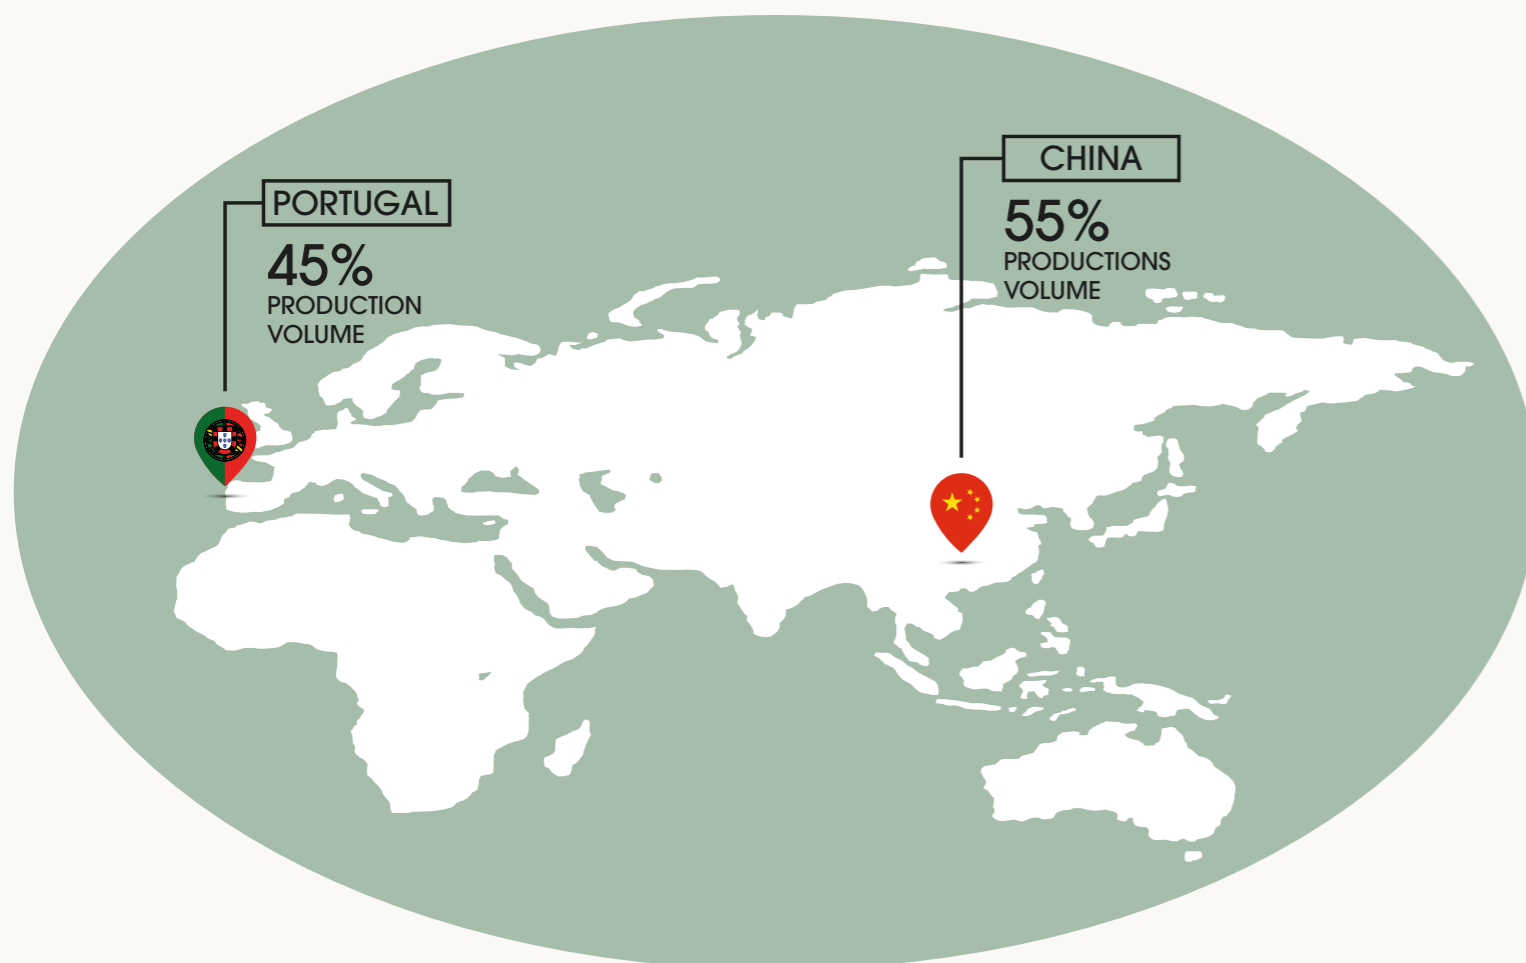 PORTUGAL
45%
PRODUCTION
VOLUME
CHINA
55%
PRODUCTIONS
VOLUME